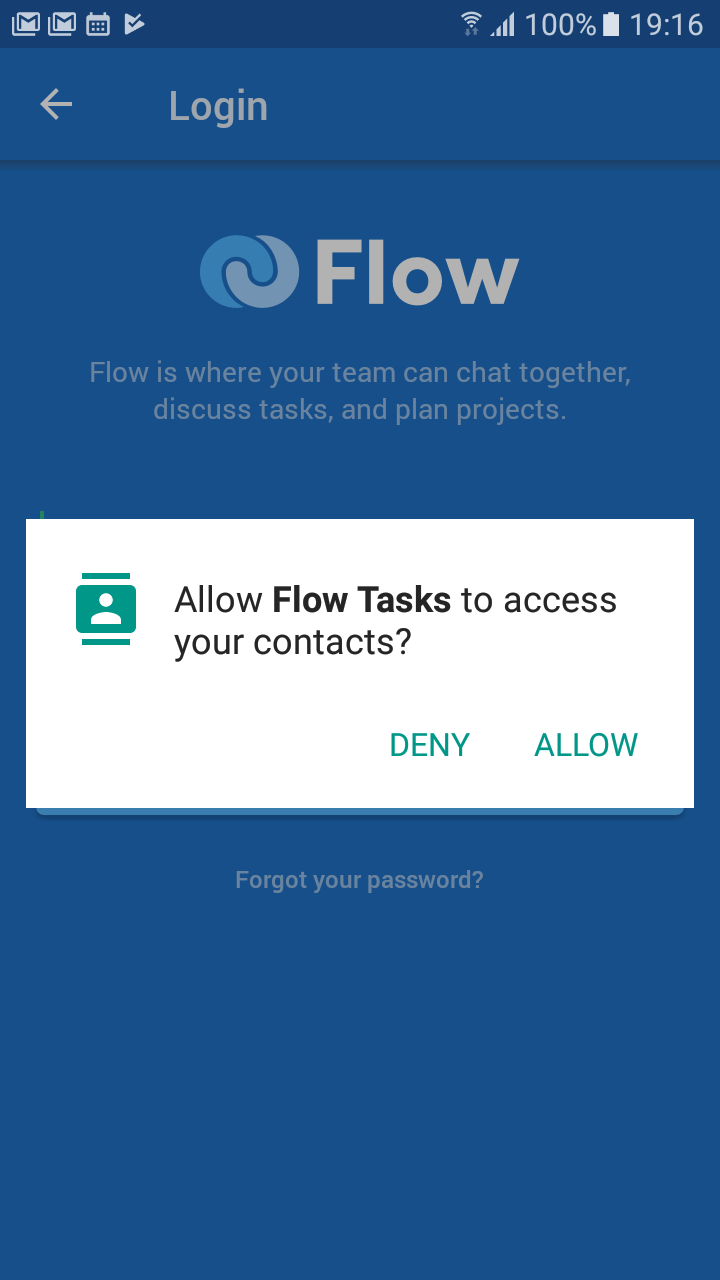 100% 19:16
Login
Flow
Flow is where your team can chat together,
discuss tasks, and plan projects.
Allow Flow Tasks to access
your contacts?
DENY ALLOW
Forgot your password?